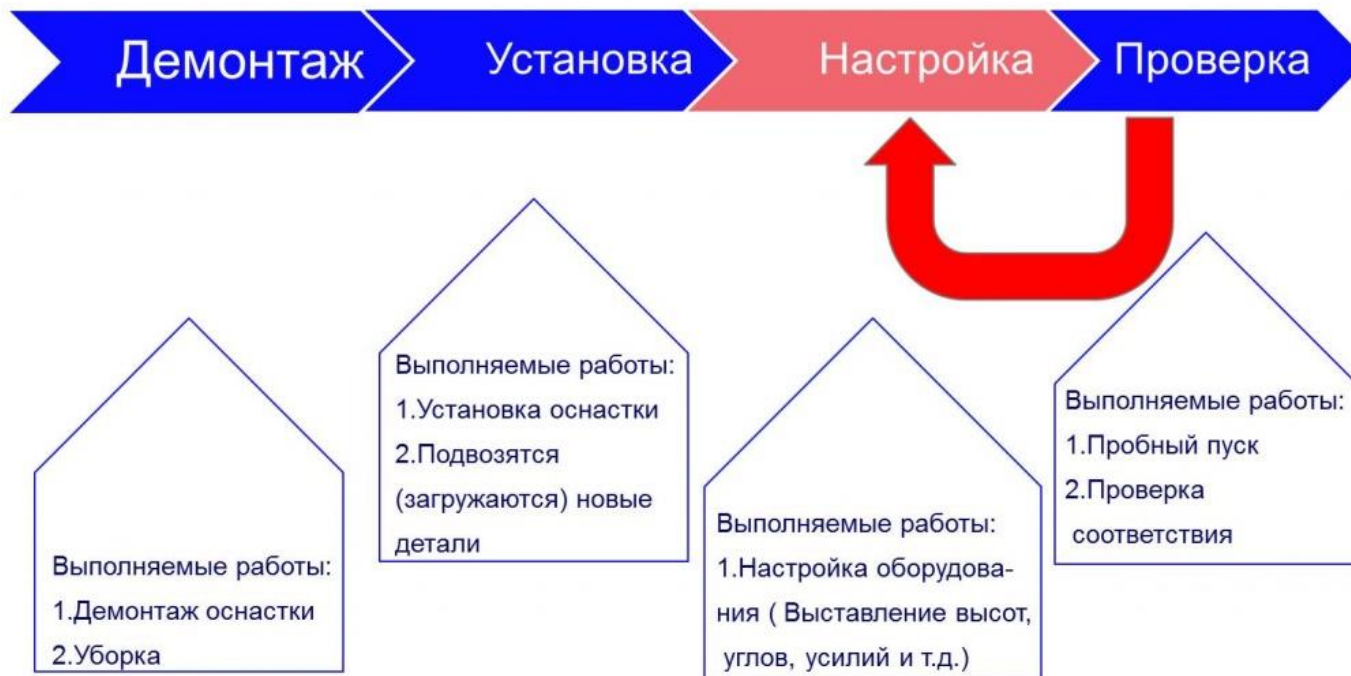 Демонтаж
Установка
Настройка
Проверка
Выполняемые работы:
1.Демонтаж оснастки
2.Уборка
Выполняемые работы:
1.Установка оснастки
2.Подвозятся
(загружаются) новые
детали
Выполняемые работы:
1.Настройка оборудова-
ния ( Выставление высот,
углов, усилий и т.д.)
Выполняемые работы:
1.Пробный пуск
2.Проверка
соответствия